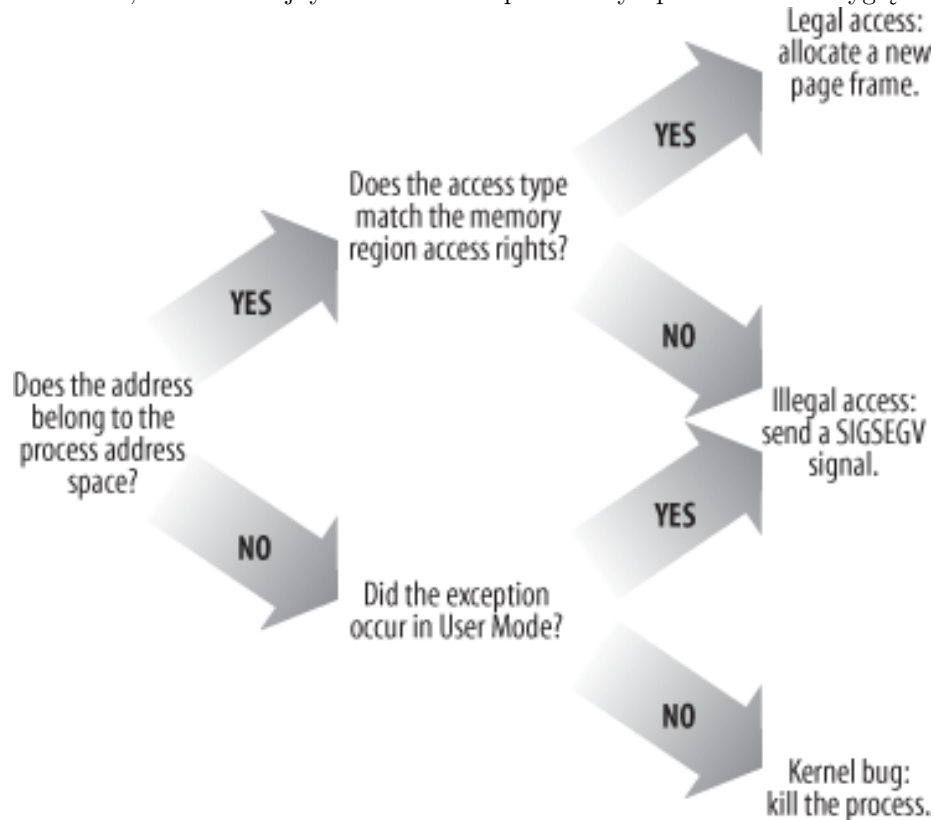 Legal access:
allocate a new
page frame.
YES
Does the access type
match the memory
region access rights?
YES
NO
Does the address
belong to the
process address
space?
Illegal access:
send a SIGSEGV
signal.
YES
NO
Did the exception
occur in User Mode?
NO
Kernel bug:
kill the process.